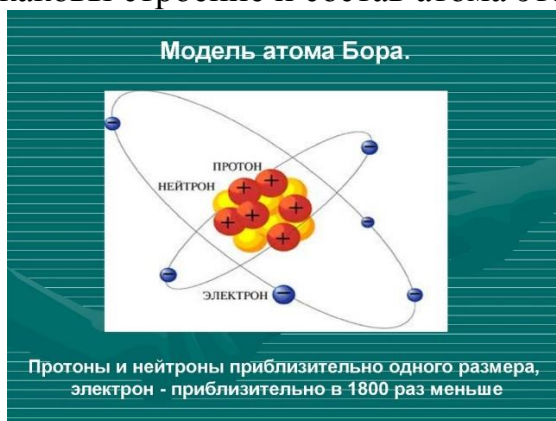 Модель атома Бора.
ПРОТОН
НЕЙТРОН
ЭЛЕКТРОН
Протоны и нейтроны приблизительно одного размера,
электрон - приблизительно в 1800 раз меньше